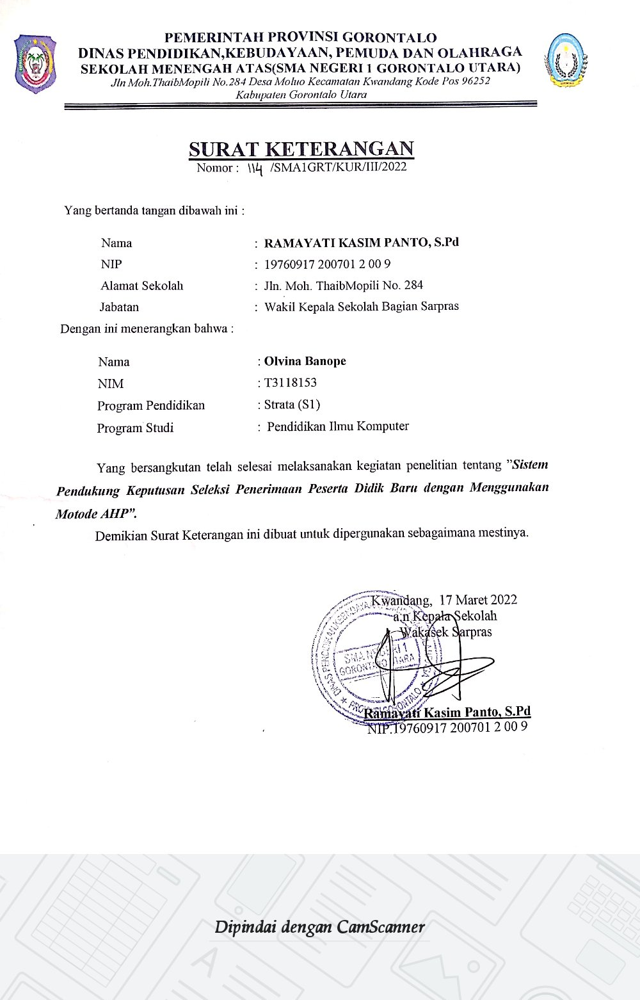 PEMERINTAH PROVINSI GORONTALO
DINAS PENDIDIKAN,KEBUDAYAAN, PEMUDA DAN OLAHRAGA
SEKOLAH MENENGAH ATAS(SMA NEGERI 1 GORONTALO UTARA)
Jln Moh.ThaibMopili No.284 Desa Moluo Kecamatan Kwandang Kode Pos 96252
Kabupaten Gorontalo Utara
SURAT KETERANGAN
Nomor : 114 /SMA1GRT/KUR/III/2022
Yang bertanda tangan dibawah ini :
Nama : RAMAYATI KASIM PANTO, S.Pd
NIP : 19760917 200701 2 00 9
Alamat Sekolah : Jln. Moh. ThaibMopili No. 284
Jabatan : Wakil Kepala Sekolah Bagian Sarpras
Dengan ini menerangkan bahwa :
Nama : Olvina Banope
NIM : T3118153
Program Pendidikan : Strata (S1)
Program Studi : Pendidikan Ilmu Komputer
Yang bersangkutan telah selesai melaksanakan kegiatan penelitian tentang ”Sistem
Pendukung Keputusan Seleksi Penerimaan Peserta Didik Baru dengan Menggunakan
Motode AHP”.
Demikian Surat Keterangan ini dibuat untuk dipergunakan sebagaimana mestinya.
Kwandang, 17 Maret 2022
a.n Kepala Sekolah
Wakasek Sarpras
SMA NEGERI 1
GORONTALO UTARA
PROVINSI GORONTALO
Ramayati Kasim Panto, S.Pd
NIP.19760917 200701 2 00 9
Dipindai dengan CamScanner